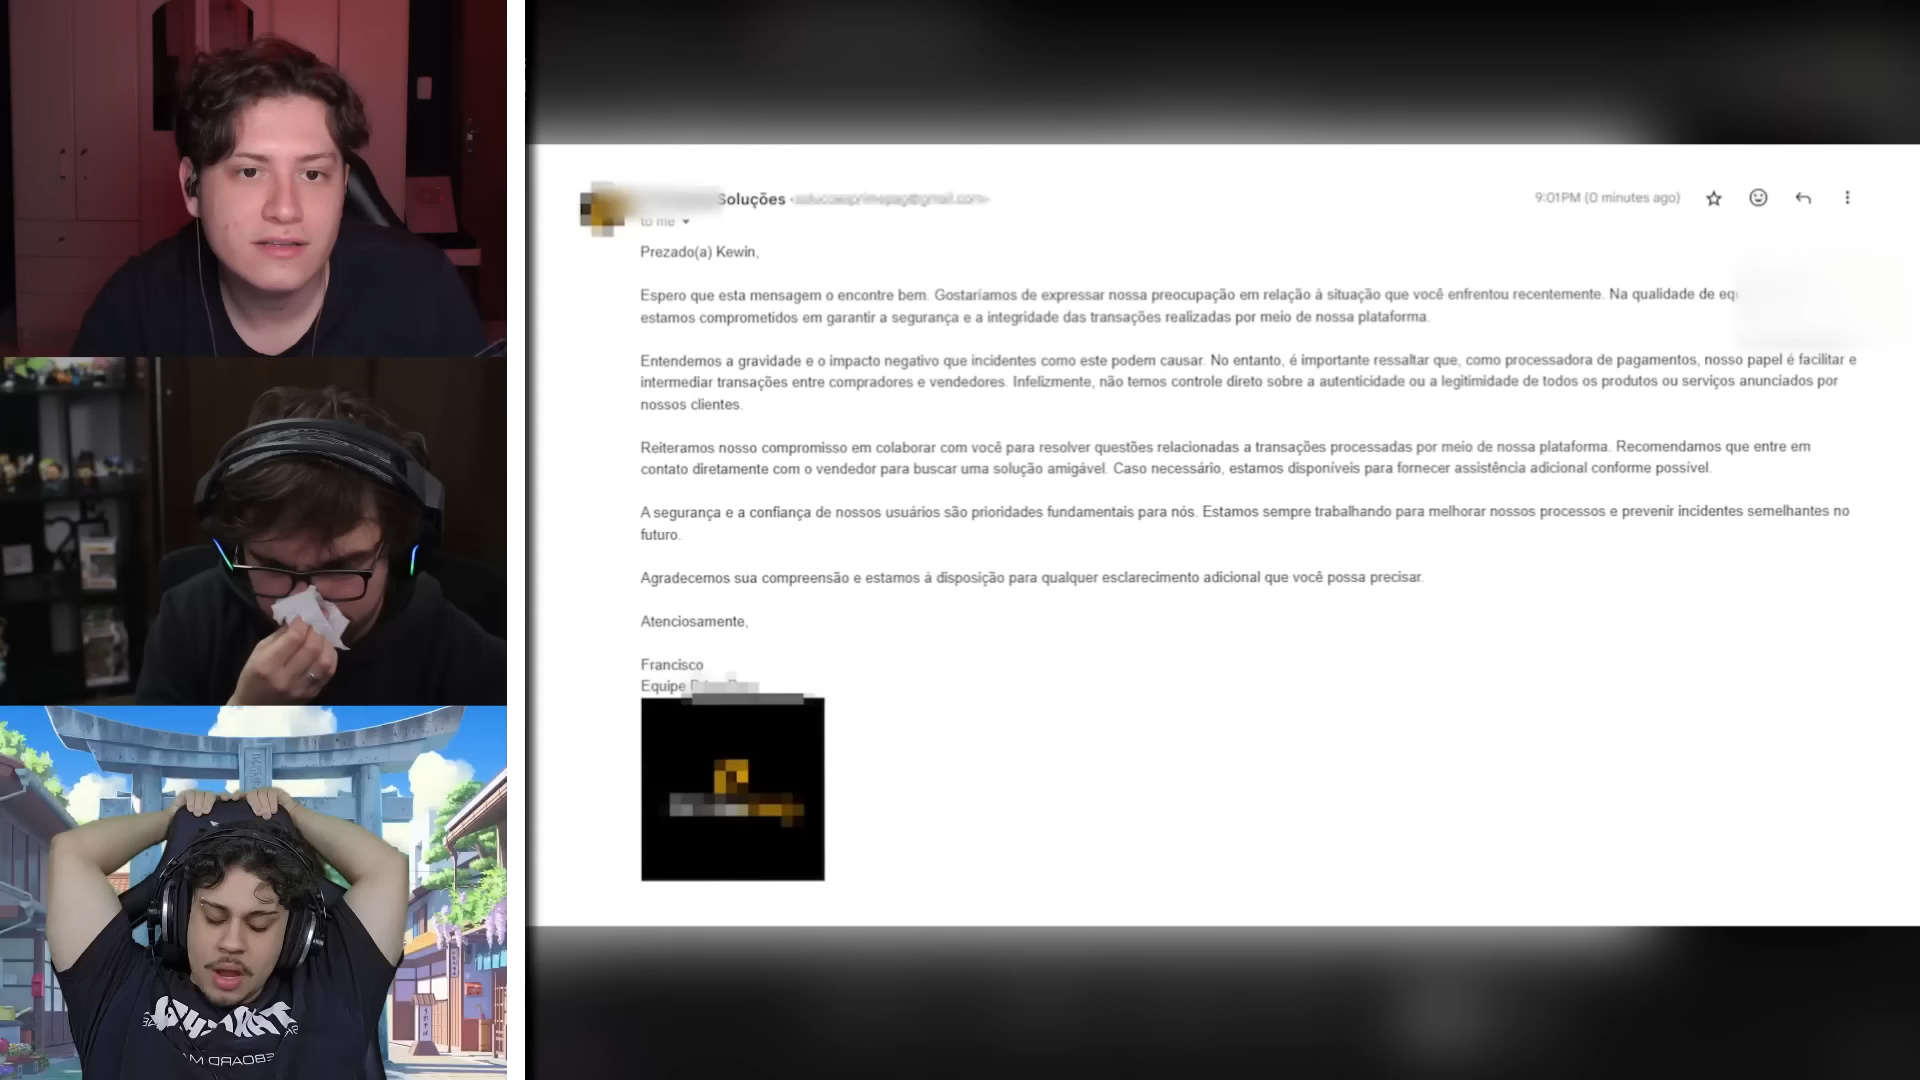 Soluções
9:01PM (0 minutes ago)
to me
Prezado(a) Kewin,
Espero que esta mensagem o encontre bem. Gostaríamos de expressar nossa preocupação em relação à situação que você enfrentou recentemente. Na qualidade de
estamos comprometidos em garantir a segurança e a integridade das transações realizadas por meio de nossa plataforma.
Entendemos a gravidade e o impacto negativo que incidentes como este podem causar. No entanto, é importante ressaltar que, como processadora de pagamentos, nosso papel é facilitar e
intermediar transações entre compradores e vendedores. Infelizmente, não temos controle direto sobre a autenticidade ou a legitimidade de todos os produtos ou serviços anunciados por
nossos clientes.
Reiteramos nosso compromisso em colaborar com você para resolver questões relacionadas a transações processadas por meio de nossa plataforma. Recomendamos que entre em
contato diretamente com o vendedor para buscar uma solução amigável. Caso necessário, estamos disponíveis para fornecer assistência adicional conforme possível.
A segurança e a confiança de nossos usuários são prioridades fundamentais para nós. Estamos sempre trabalhando para melhorar nossos processos e prevenir incidentes semelhantes no
futuro.
Agradecemos sua compreensão e estamos à disposição para qualquer esclarecimento adicional que você possa precisar.
Atenciosamente,
Francisco
Equipe